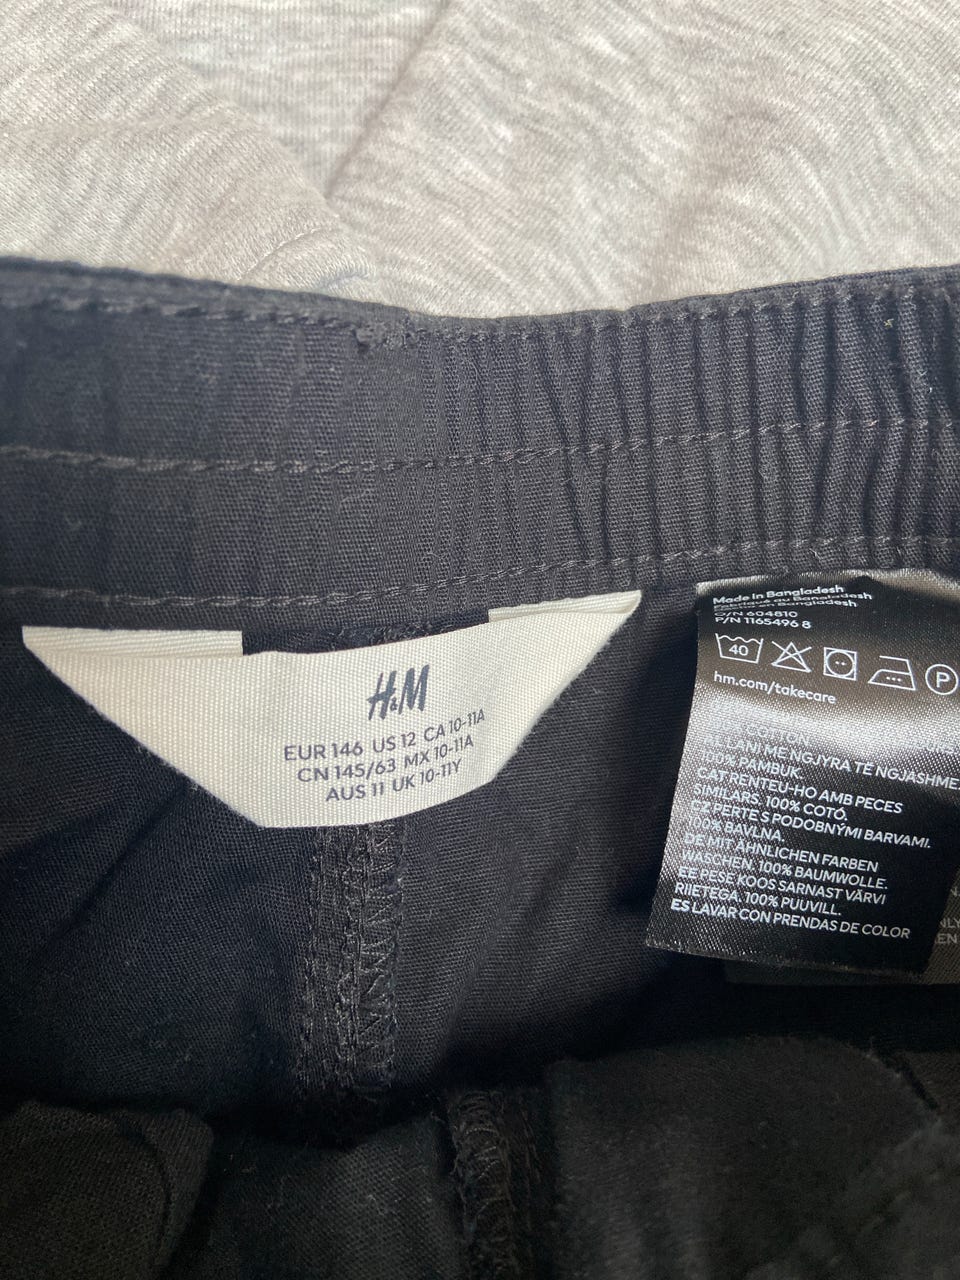 H&M
EUR 146 US 12 CA 10-11A
CN 145/63 MX 10-11A
AUS 11 UK 10-11Y
Made in Bangladesh
Fabriqué au Bangladesh
en Bangladesh
O/N 604810
P/N 1165496 8
40
P
hm.com/takecare
ME NGJYRA TË NGJASHME.
100% PAMBUK.
CAT RENTEU-HO AMB PECES
SIMILARS. 100% COTÓ.
CZ PERTE S PODOBNÝMI BARVAMI.
100% BAVLNA.
DE MIT ÄHNLICHEN FARBEN
WASCHEN. 100% BAUMWOLLE.
EE PESE KOOS SARNAST VÄRVI
RIIETEGA. 100% PUUVILL.
ES LAVAR CON PRENDAS DE COLOR